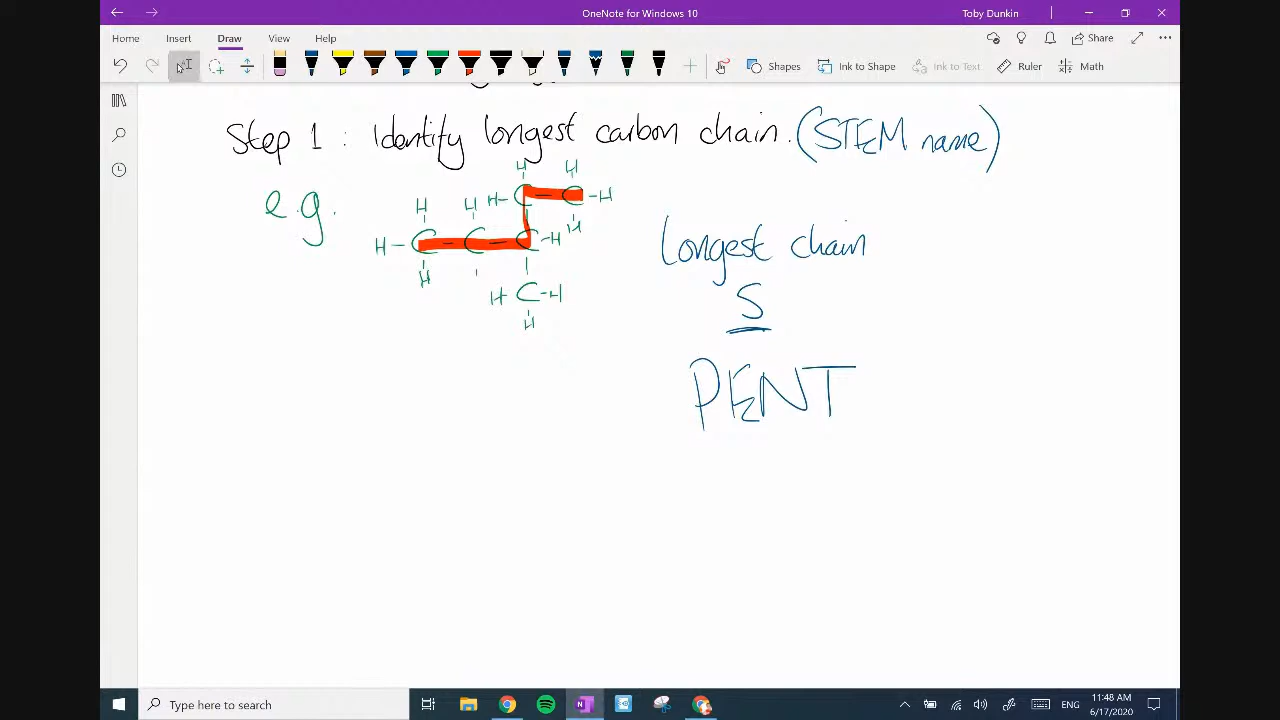 OneNote for Windows 10
Toby Dunkin
Home Insert Draw View Help
Share
Shapes Ink to Shape Ink to Text Ruler Math
Step 1 : Identify longest carbon chain. (STEM name)
e.g.
H H
H - C - C - H
H H H
H - C - C - C - H
H
H C - H
H
Longest chain
5
PENT
Type here to search
ENG
11:48 AM
6/17/2020